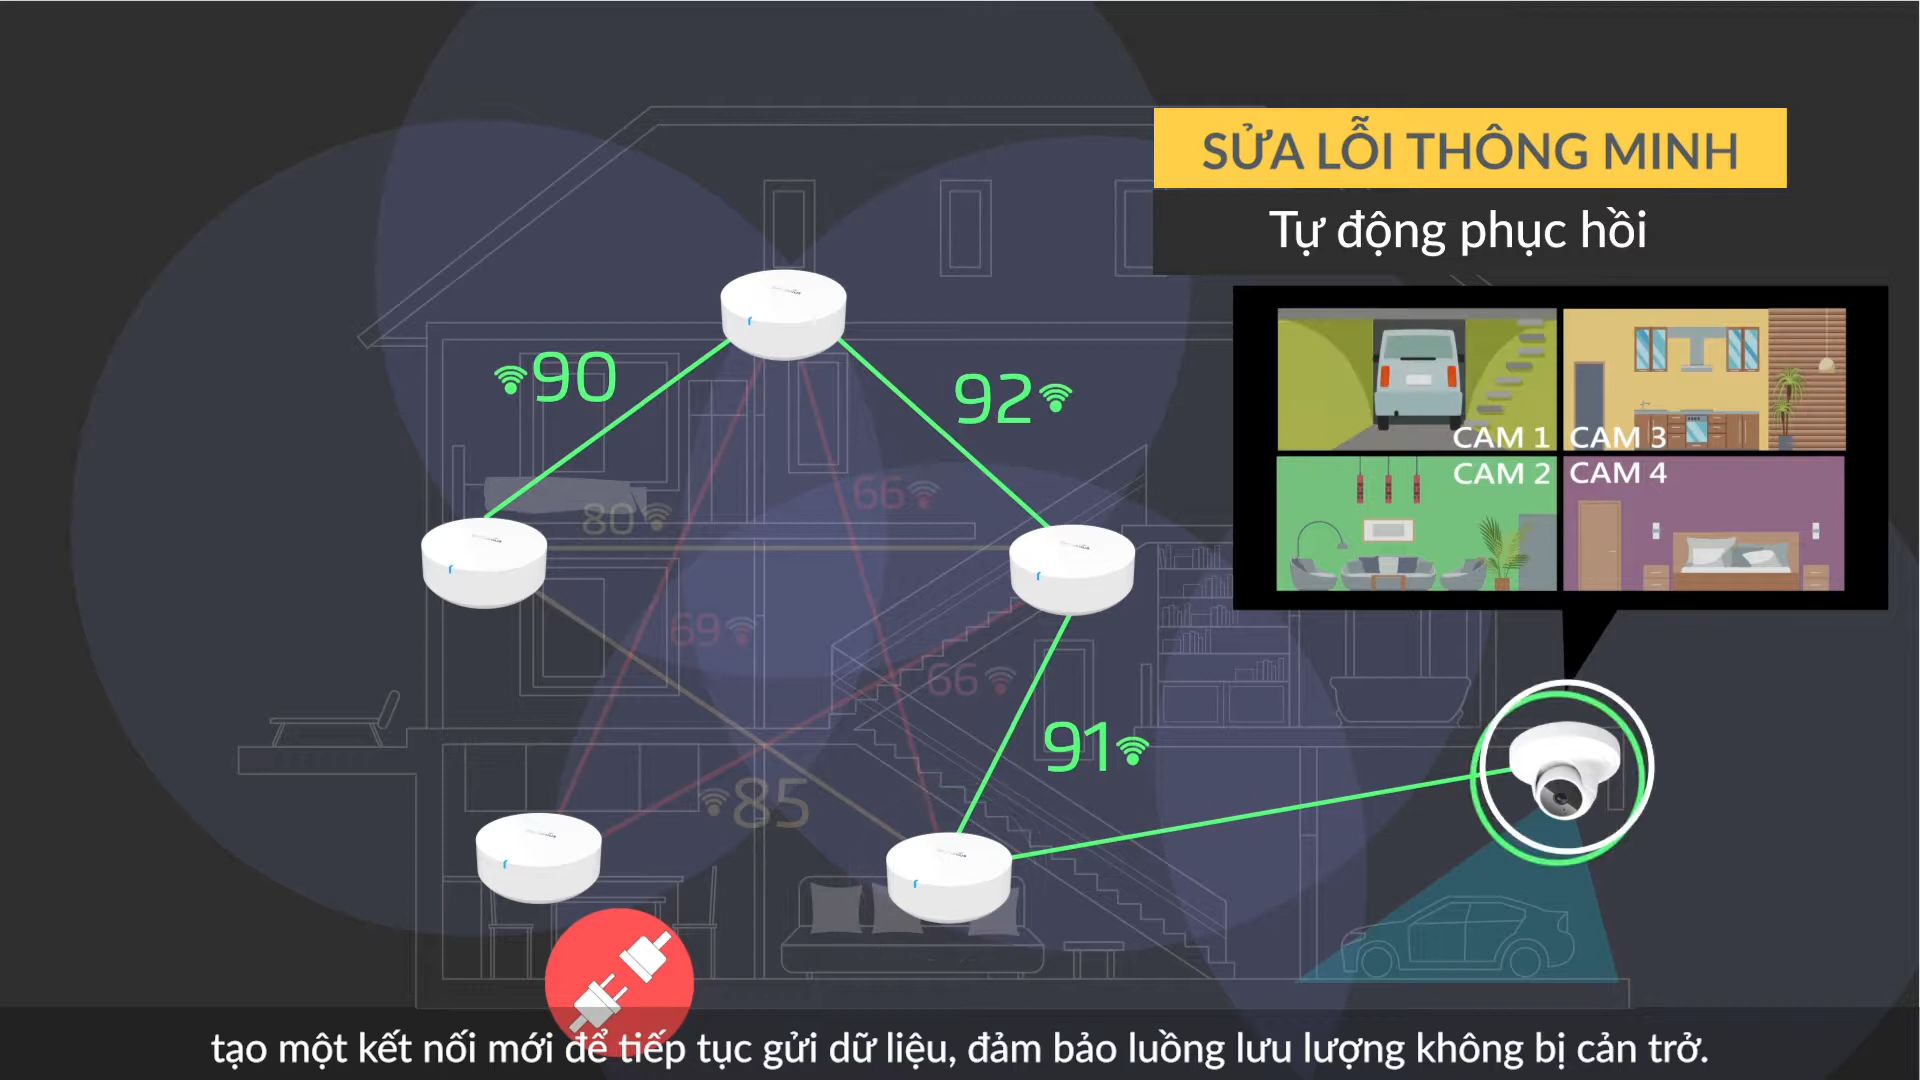 SỬA LỖI THÔNG MINH
Tự động phục hồi
90
92
CAM 1
CAM 3
CAM 2
CAM 4
66
80
69
66
91
85
tạo một kết nối mới để tiếp tục gửi dữ liệu, đảm bảo luồng lưu lượng không bị cản trở.